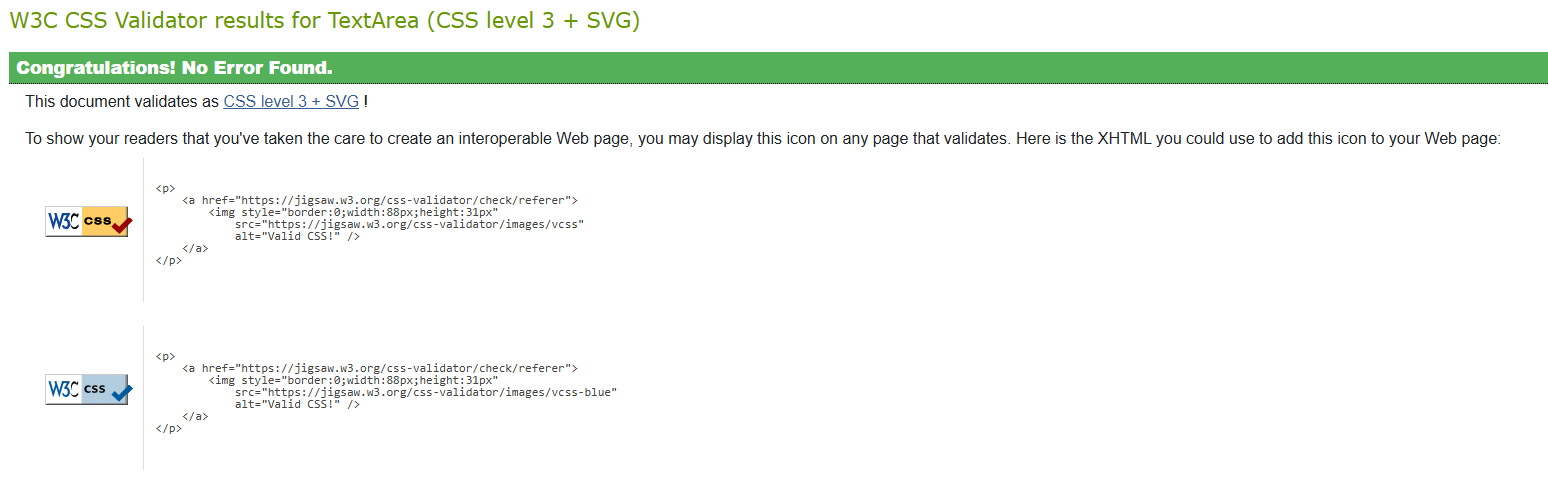 W3C CSS Validator results for TextArea (CSS level 3 + SVG)
Congratulations! No Error Found.
This document validates as CSS level 3 + SVG !
To show your readers that you've taken the care to create an interoperable Web page, you may display this icon on any page that validates. Here is the XHTML you could use to add this icon to your Web page:
W3C css
<p>
    <a href="https://jigsaw.w3.org/css-validator/check/referer">
        <img style="border:0;width:88px;height:31px"
            src="https://jigsaw.w3.org/css-validator/images/vcss"
            alt="Valid CSS!" />
    </a>
</p>
W3C css
<p>
    <a href="https://jigsaw.w3.org/css-validator/check/referer">
        <img style="border:0;width:88px;height:31px"
            src="https://jigsaw.w3.org/css-validator/images/vcss-blue"
            alt="Valid CSS!" />
    </a>
</p>